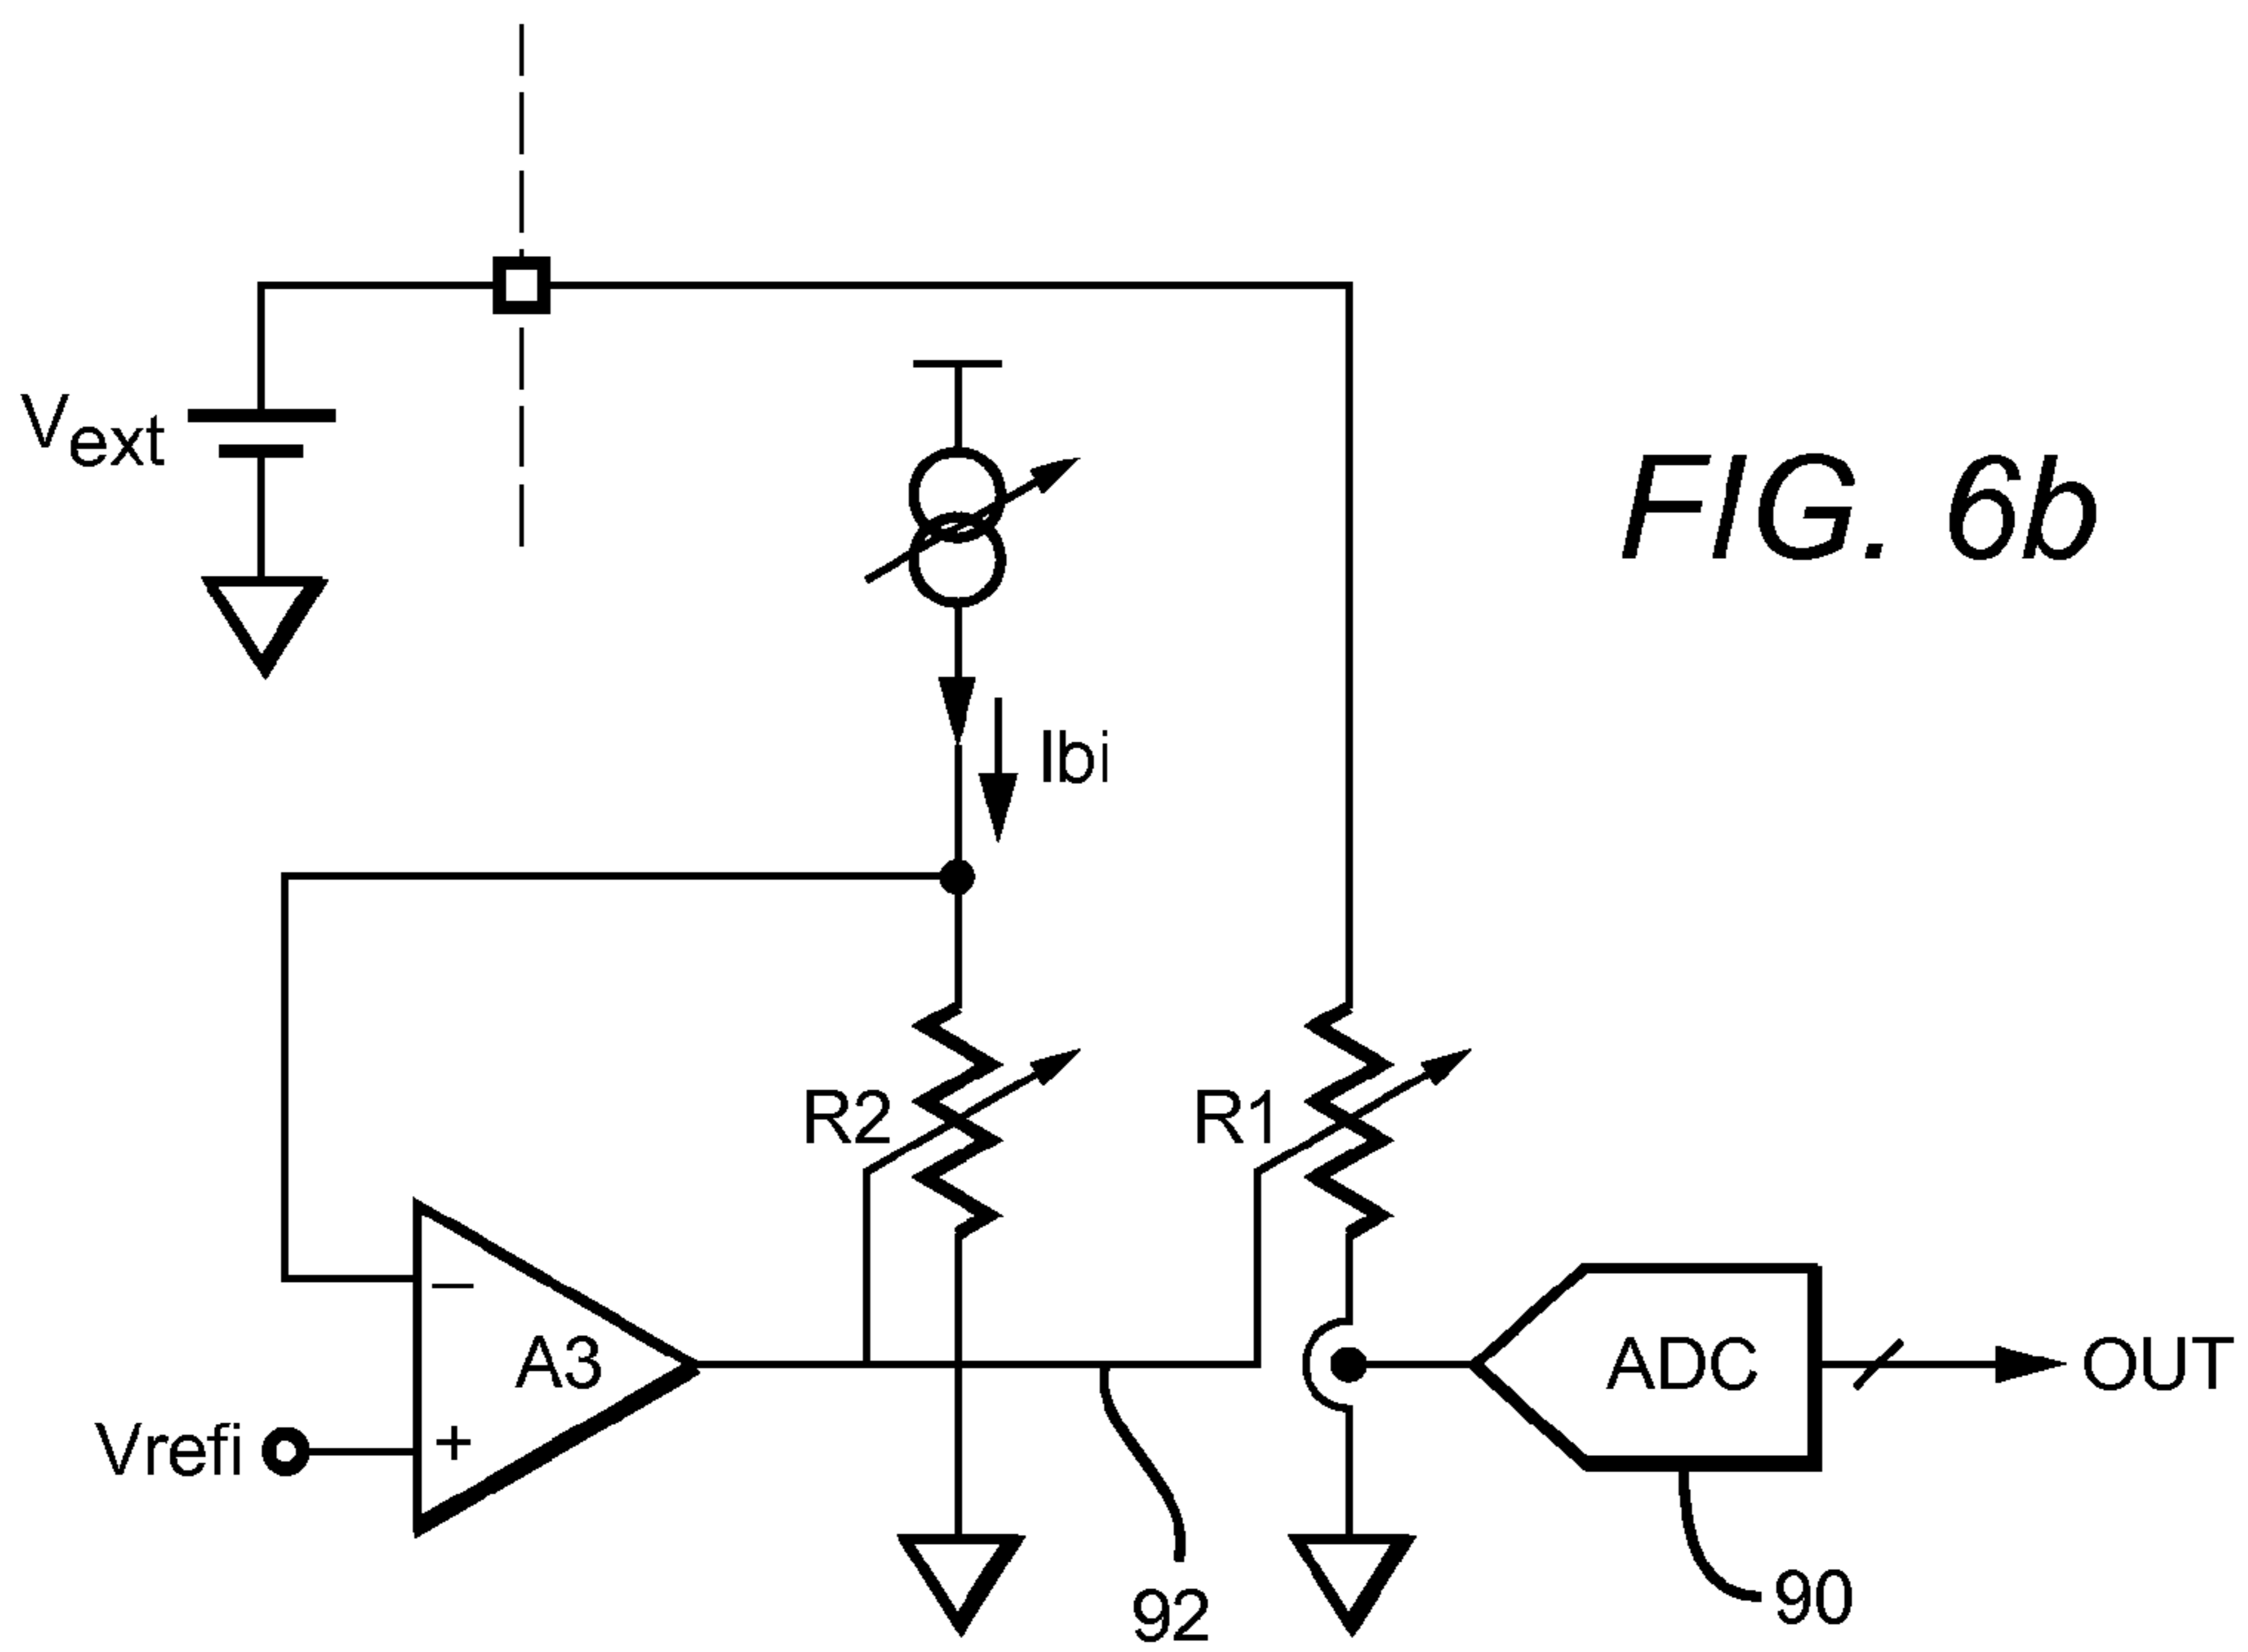 Vext
FIG. 6b
Ibi
R2
R1
–
A3
+
Vrefi
ADC
OUT
92
90